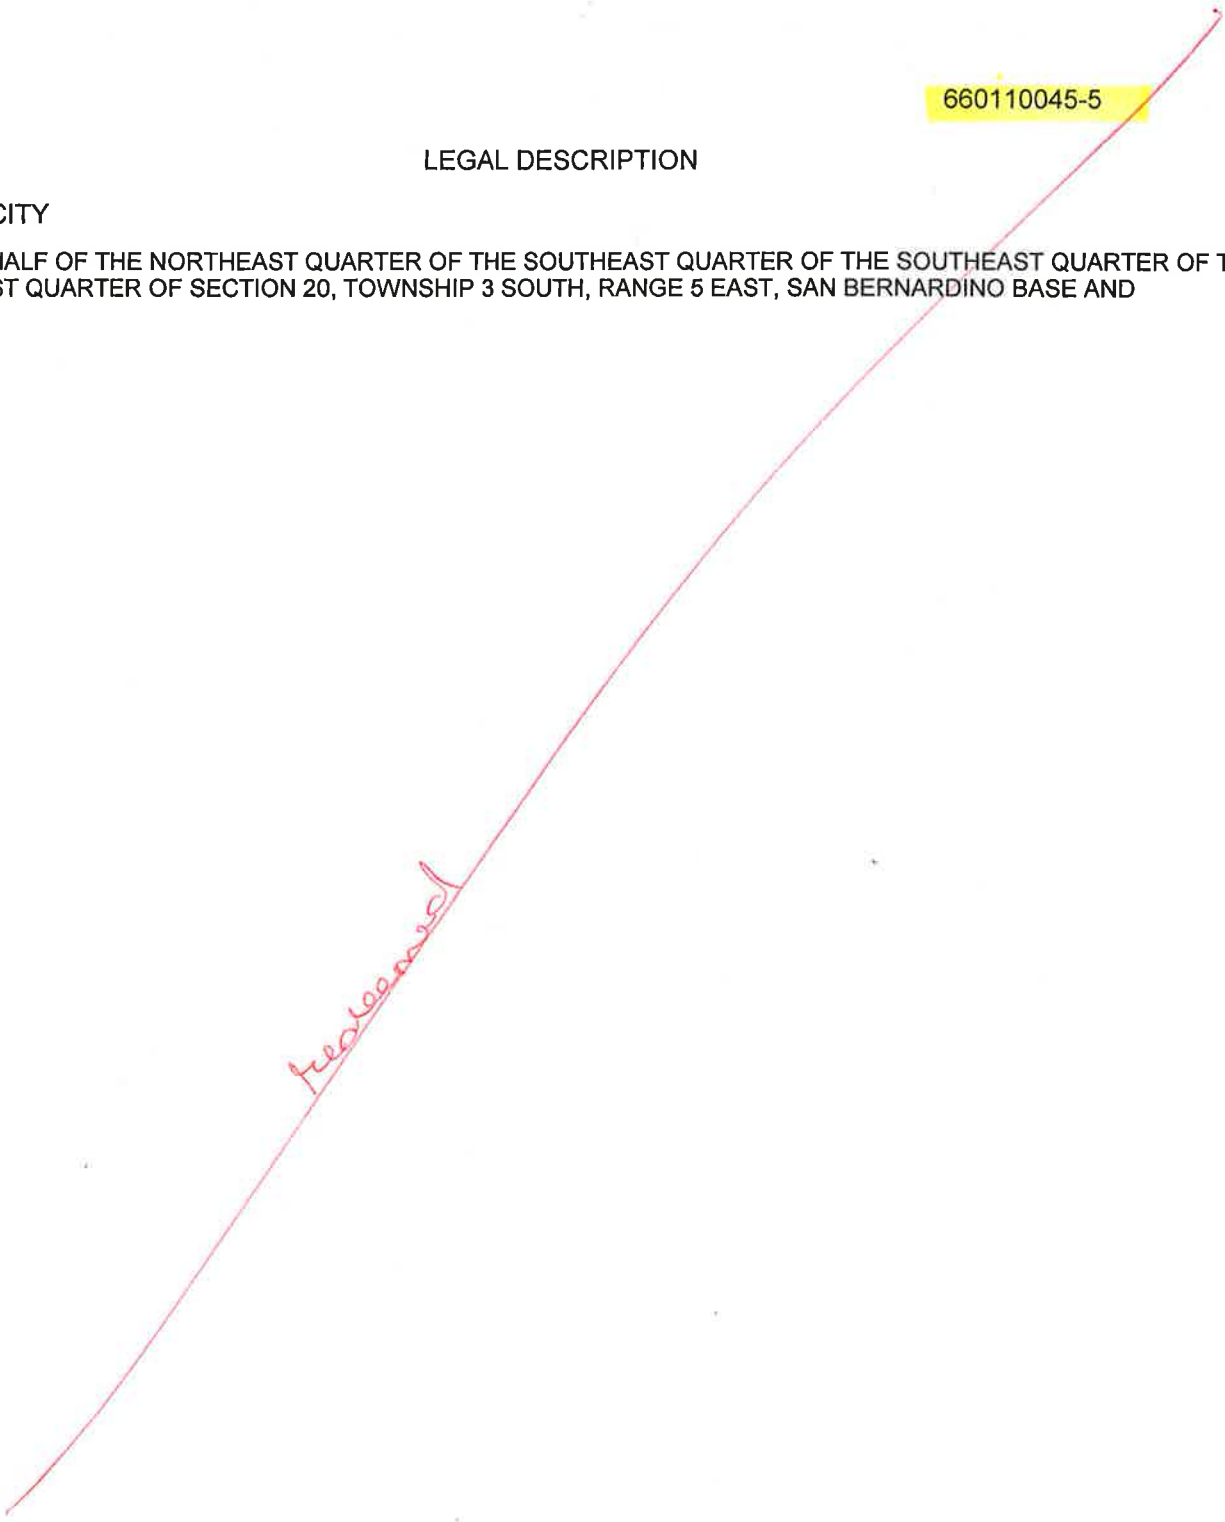 660110045-5
LEGAL DESCRIPTION
CITY
HALF OF THE NORTHEAST QUARTER OF THE SOUTHEAST QUARTER OF THE SOUTHEAST QUARTER OF T
ST QUARTER OF SECTION 20, TOWNSHIP 3 SOUTH, RANGE 5 EAST, SAN BERNARDINO BASE AND
redeemed